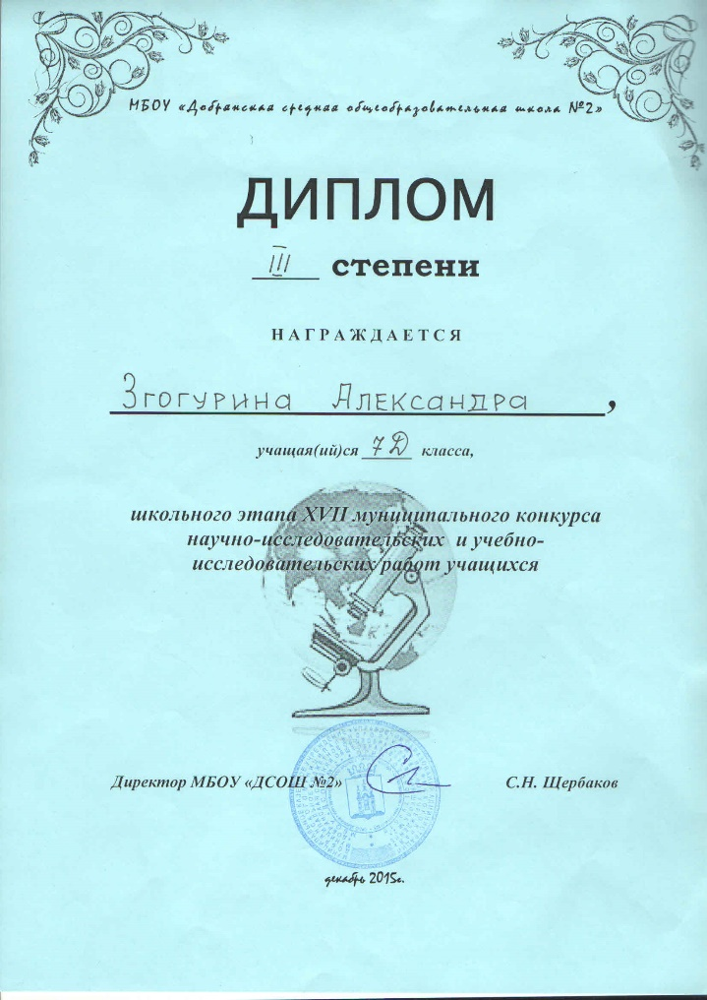 МБОУ «Добрянская средняя общеобразовательная школа №2»
ДИПЛОМ
III степени
НАГРАЖДАЕТСЯ
Згогурина Александра,
учащая(ий)ся 7Д класса,
школьного этапа XVII муниципального конкурса
научно-исследовательских и учебно-
исследовательских работ учащихся
Директор МБОУ «ДСОШ №2» С.Н. Щербаков
декабрь 2015г.